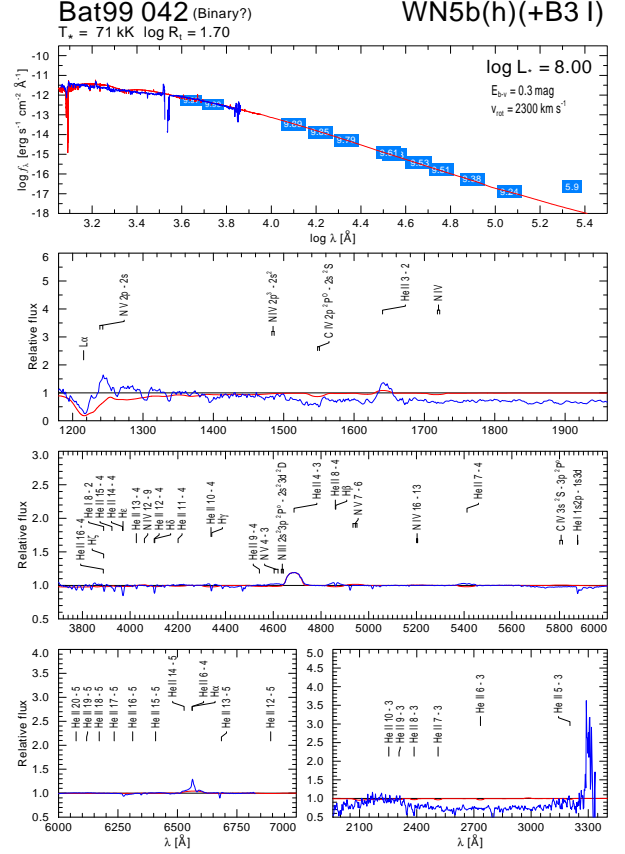 Bat99 042 (Binary?) WN5b(h)(+B3 I)
T* = 71 kK log Rt = 1.70
log L* = 8.00
Eb-v = 0.3 mag
vrot = 2300 km s-1
log fλ [erg s-1 cm-2 Å-1]
-10
-11
-12
-13
-14
-15
-16
-17
-18
9.09 9.35 9.79 9.61 9.53 9.51 9.38 9.24 5.9
3.2 3.4 3.6 3.8 4.0 4.2 4.4 4.6 4.8 5.0 5.2 5.4
log λ [Å]
Relative flux
6
5
4
3
2
1
0
Lα
N V 2p - 2s
N IV 2p3 - 2s2
C IV 2p 2Po - 2s 2S
He II 3 - 2
N IV
1200 1300 1400 1500 1600 1700 1800 1900
Relative flux
3.0
2.5
2.0
1.5
1.0
0.5
He II 16 - 4
Hζ
He I 8 - 2
He II 15 - 4
He II 14 - 4
Hε
He II 13 - 4
N IV 12 - 9
He II 12 - 4
Hδ
He II 11 - 4
He II 10 - 4
Hγ
He II 9 - 4
N V 4 - 3
N III 2s2 3p 2Po - 2s2 3d 2D
He II 4 - 3
He II 8 - 4
Hβ
N V 7 - 6
N IV 16 - 13
He II 7 - 4
C IV 3s 2S - 3p 2Po
He I 1s2p - 1s3d
3800 4000 4200 4400 4600 4800 5000 5200 5400 5600 5800 6000
Relative flux
4.0
3.5
3.0
2.5
2.0
1.5
1.0
0.5
He II 20 - 5
He II 19 - 5
He II 18 - 5
He II 17 - 5
He II 16 - 5
He II 15 - 5
He II 14 - 5
He II 6 - 4
Hα
He II 13 - 5
He II 12 - 5
6000 6250 6500 6750 7000
λ [Å]
5.0
4.5
4.0
3.5
3.0
2.5
2.0
1.5
1.0
0.5
He II 10 - 3
He II 9 - 3
He II 8 - 3
He II 7 - 3
He II 6 - 3
He II 5 - 3
2100 2400 2700 3000 3300
λ [Å]